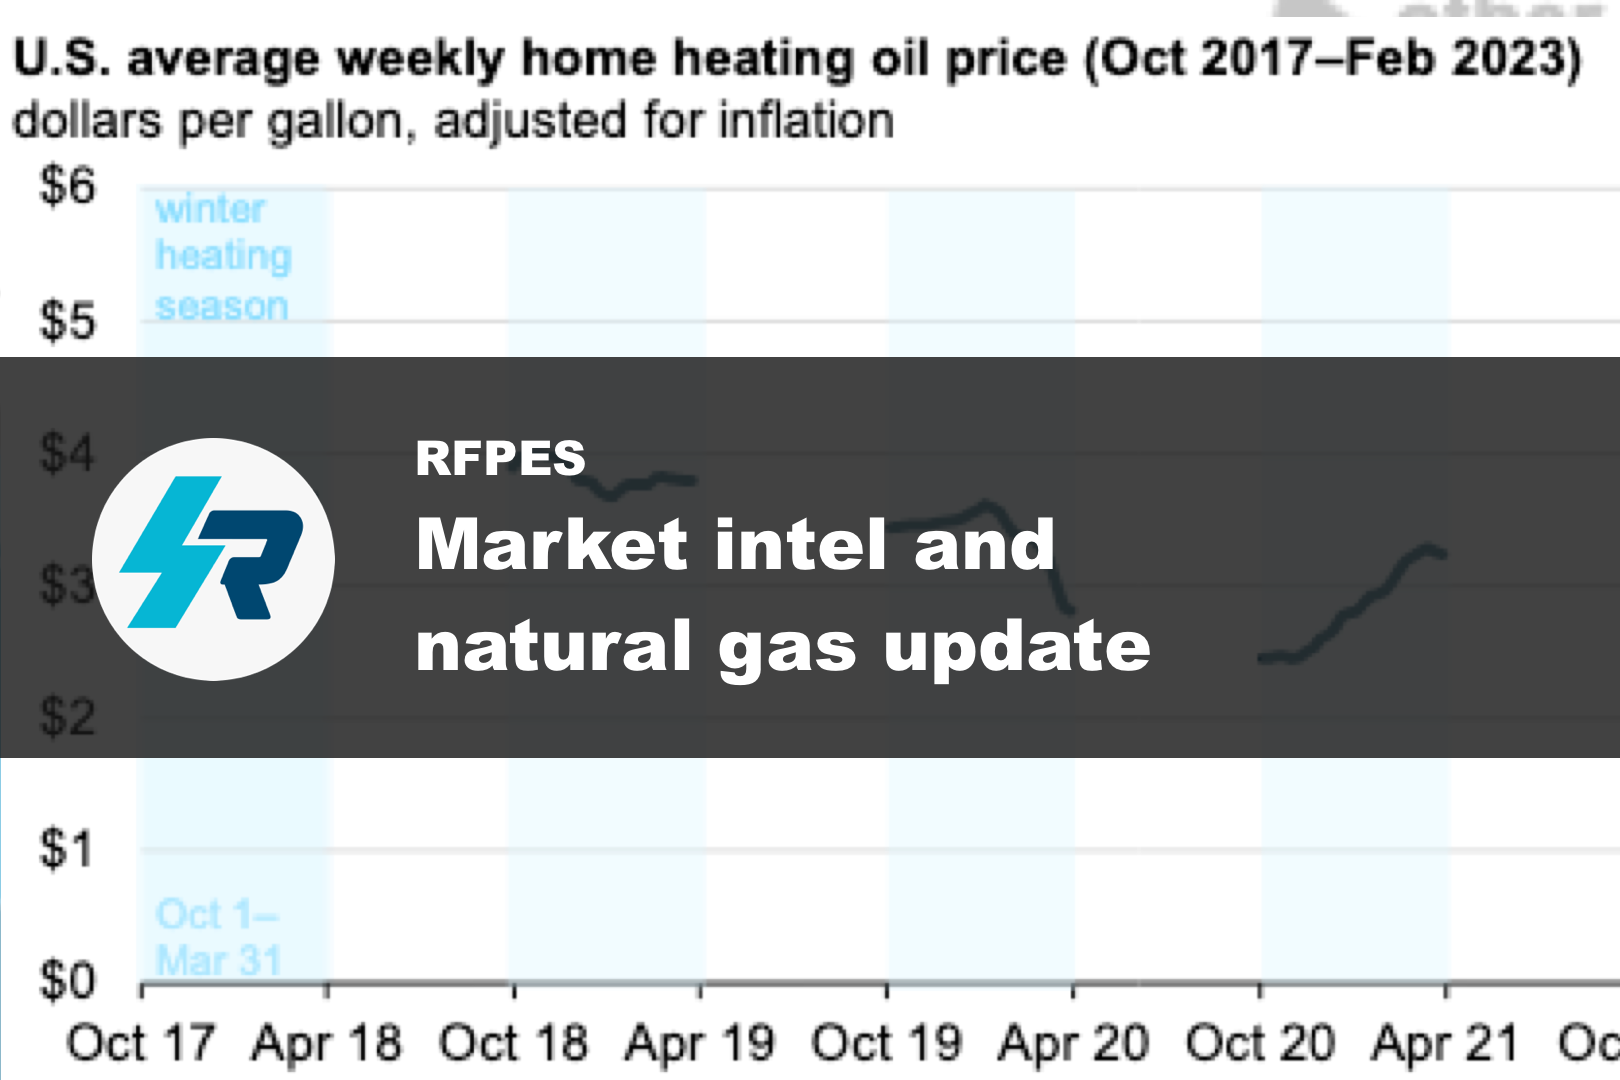 other
U.S. average weekly home heating oil price (Oct 2017–Feb 2023)
dollars per gallon, adjusted for inflation
$6
winter
heating
season
$5
$4
RFPES
Market intel and
$3
natural gas update
$2
$1
Oct 1–
Mar 31
$0
Oct 17 Apr 18 Oct 18 Apr 19 Oct 19 Apr 20 Oct 20 Apr 21